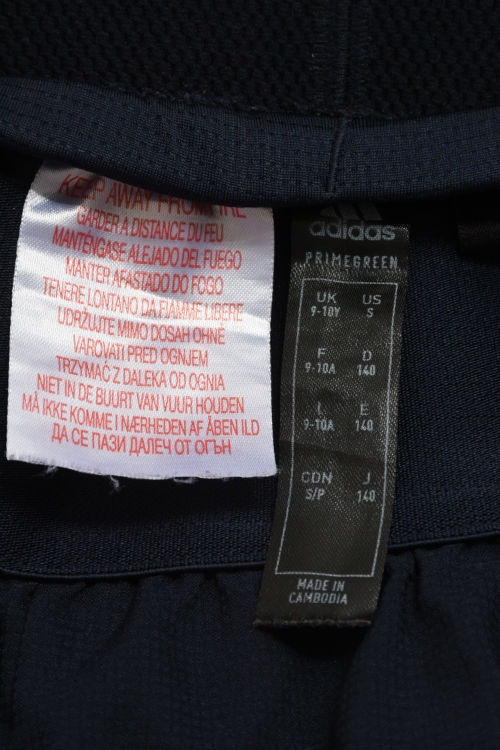 KEEP AWAY FROM FIRE
GARDER A DISTANCE DU FEU
MANTÉNGASE ALEJADO DEL FUEGO
MANTER AFASTADO DO FOGO
TENERE LONTANO DA FIAMME LIBERE
UDRŽUJTE MIMO DOSAH OHNĚ
VAROVATI PRED OGNJEM
TRZYMAĆ Z DALEKA OD OGNIA
NIET IN DE BUURT VAN VUUR HOUDEN
MÅ IKKE KOMME I NÆRHEDEN AF ÅBEN ILD
ДА СЕ ПАЗИ ДАЛЕЧ ОТ ОГЪН
adidas
PRIMEGREEN
UK US
9-10Y S
F D
9-10A 140
I E
9-10A 140
CDN J
S/P 140
MADE IN
CAMBODIA